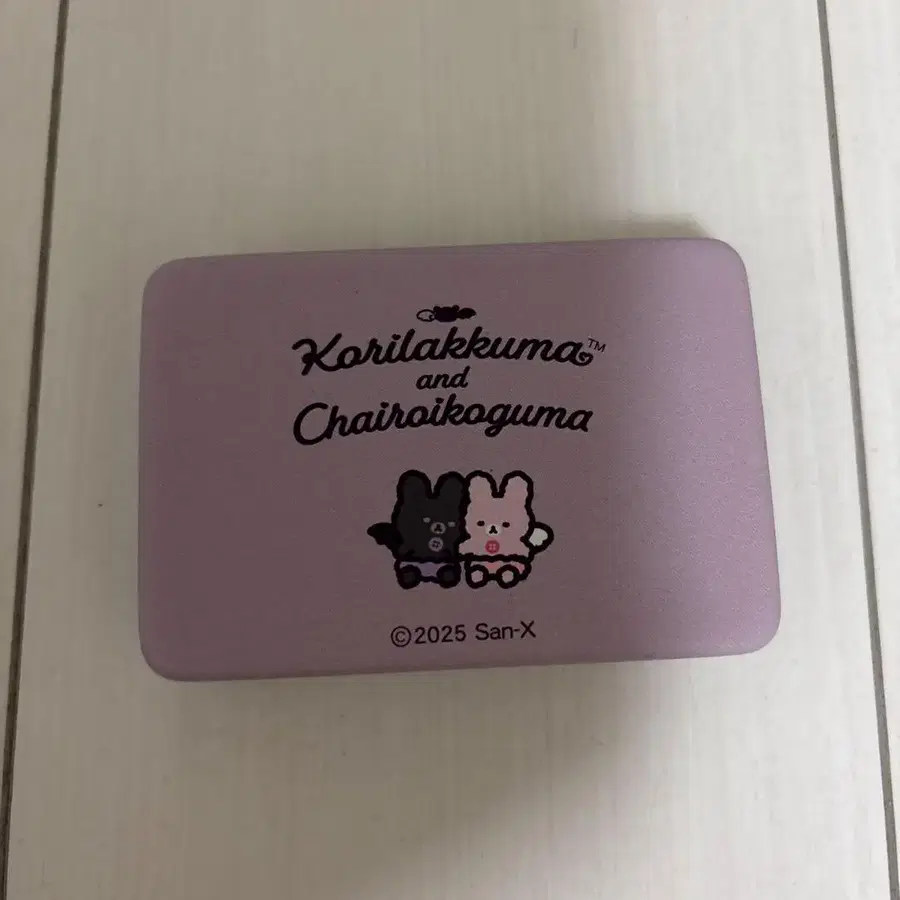 Korilakkuma™
and
Chairoikoguma
©2025 San-X